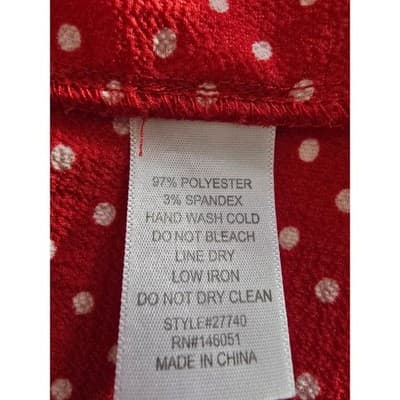 97% POLYESTER
3% SPANDEX
HAND WASH COLD
DO NOT BLEACH
LINE DRY
LOW IRON
DO NOT DRY CLEAN
STYLE#27740
RN#146051
MADE IN CHINA